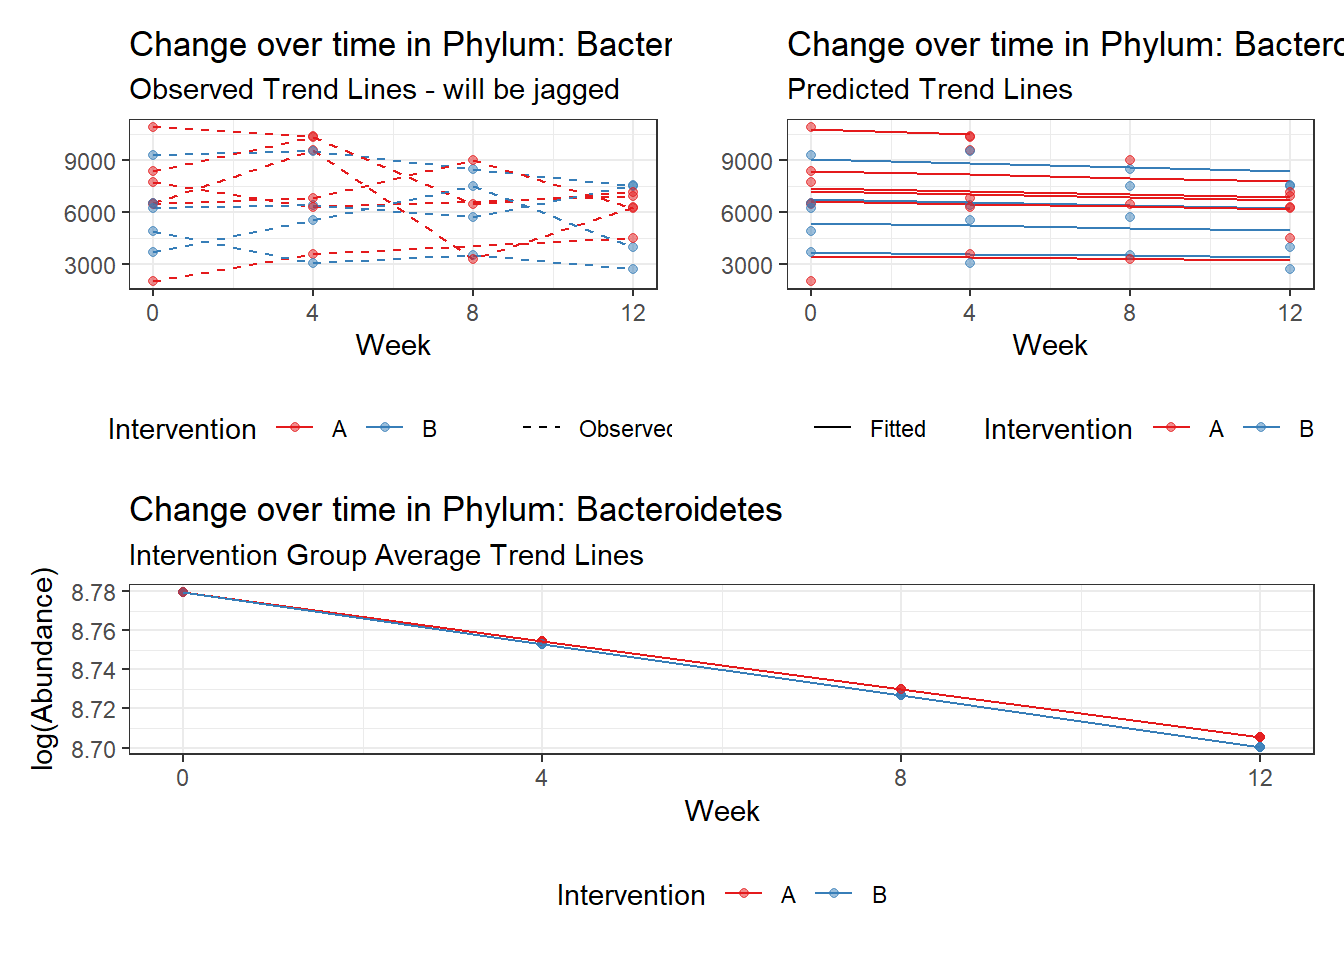 Change over time in Phylum: Bacter
Observed Trend Lines - will be jagged
9000
6000
3000
0 4 8 12
Week
Intervention A B Observed
Change over time in Phylum: Bactero
Predicted Trend Lines
9000
6000
3000
0 4 8 12
Week
Fitted Intervention A B
Change over time in Phylum: Bacteroidetes
Intervention Group Average Trend Lines
log(Abundance)
8.78
8.76
8.74
8.72
8.70
0 4 8 12
Week
Intervention A B